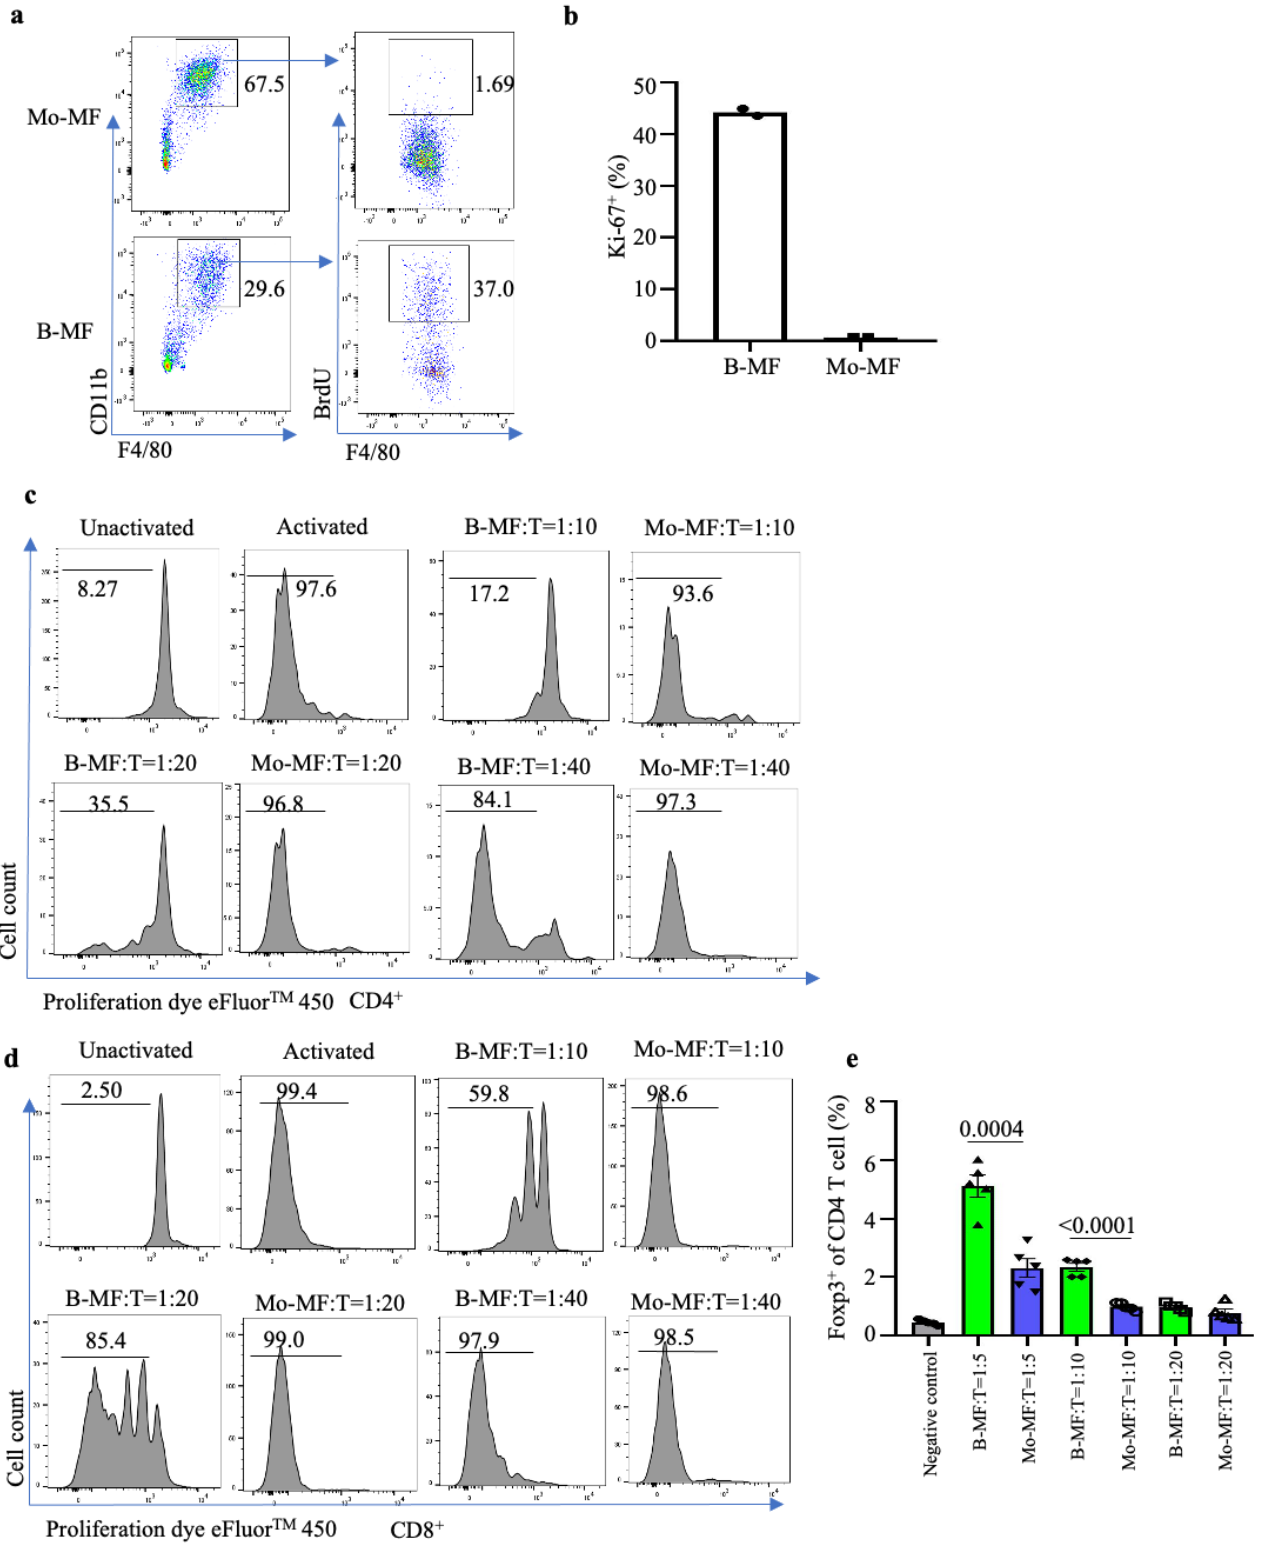 a
Mo-MF
67.5
1.69
B-MF
29.6
37.0
CD11b
BrdU
F4/80
F4/80
b
Ki-67⁺ (%)
50
40
30
20
10
0
B-MF Mo-MF
c
Unactivated Activated B-MF:T=1:10 Mo-MF:T=1:10
8.27 97.6 17.2 93.6
B-MF:T=1:20 Mo-MF:T=1:20 B-MF:T=1:40 Mo-MF:T=1:40
35.5 96.8 84.1 97.3
Cell count
Proliferation dye eFluor™ 450 CD4⁺
d
Unactivated Activated B-MF:T=1:10 Mo-MF:T=1:10
2.50 99.4 59.8 98.6
B-MF:T=1:20 Mo-MF:T=1:20 B-MF:T=1:40 Mo-MF:T=1:40
85.4 99.0 97.9 98.5
Cell count
Proliferation dye eFluor™ 450 CD8⁺
e
Foxp3⁺ of CD4 T cell (%)
8
6
4
2
0
0.0004
<0.0001
Negative control
B-MF:T=1:5
Mo-MF:T=1:5
B-MF:T=1:10
Mo-MF:T=1:10
B-MF:T=1:20
Mo-MF:T=1:20